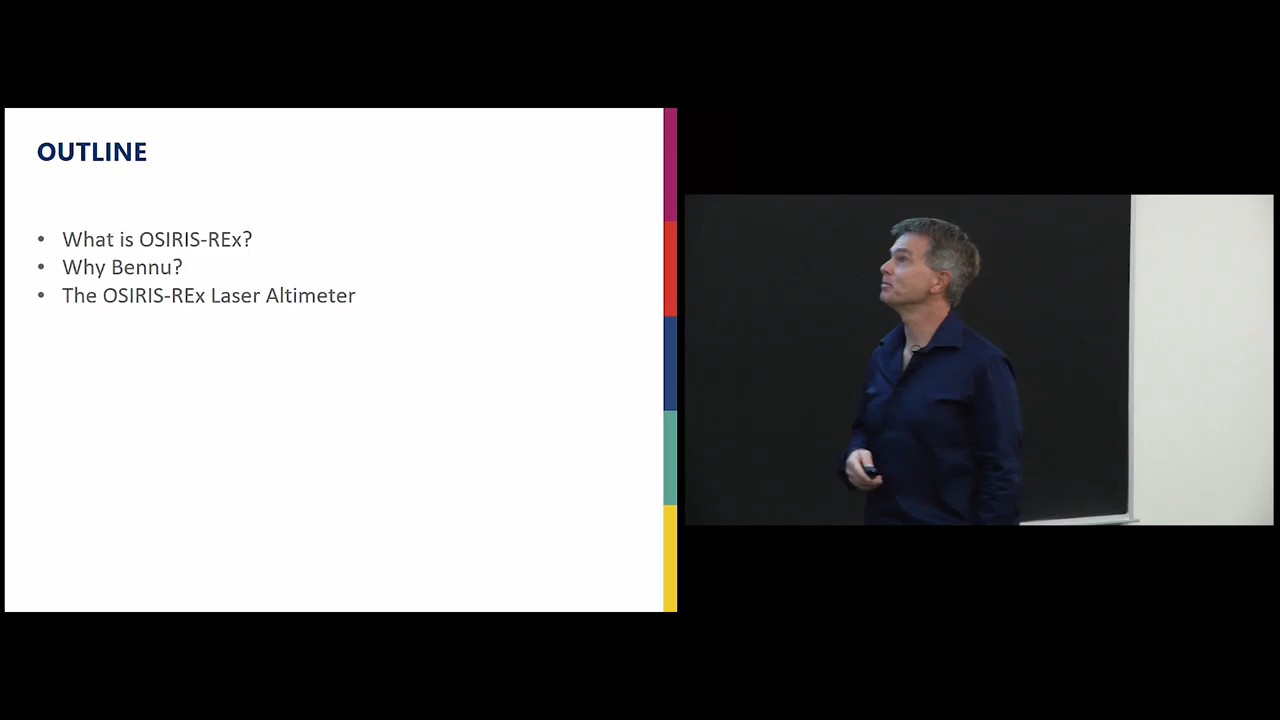 OUTLINE
• What is OSIRIS-REx?
• Why Bennu?
• The OSIRIS-REx Laser Altimeter